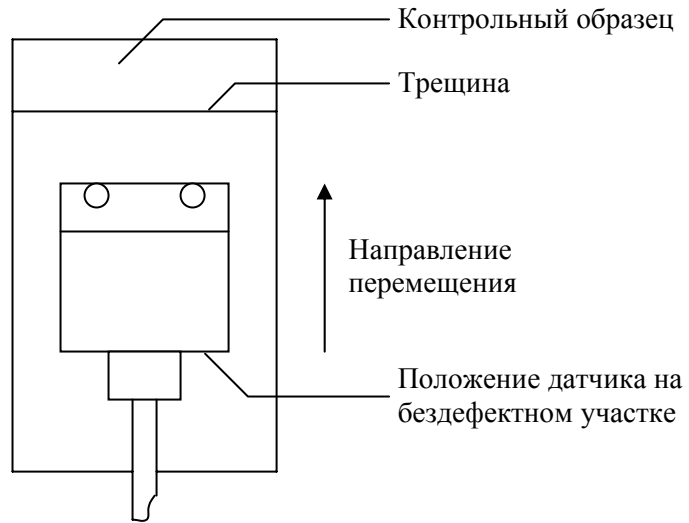 Контрольный образец
Трещина
Направление
перемещения
Положение датчика на
бездефектном участке